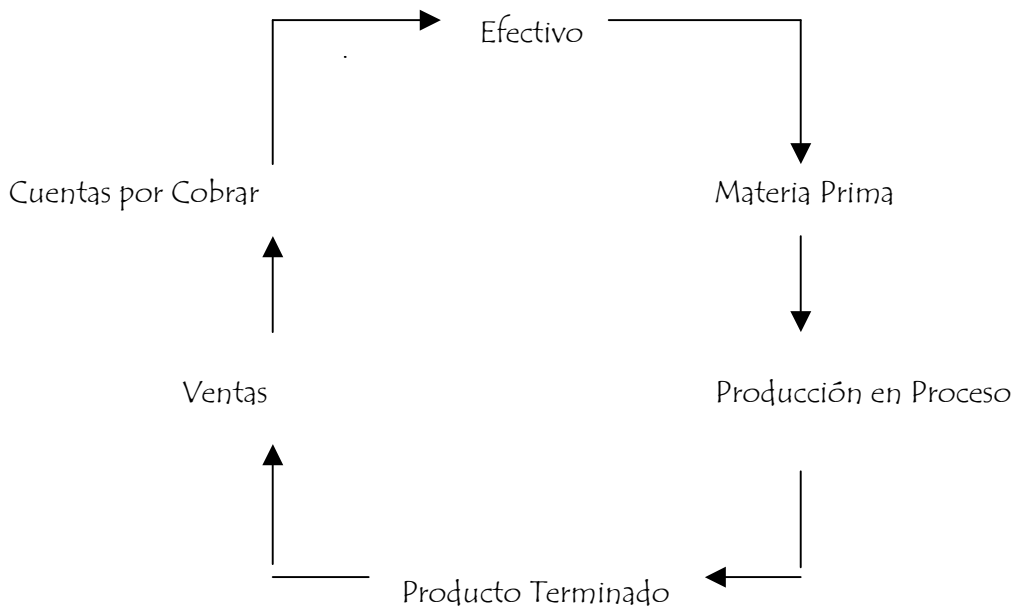 Efectivo
Cuentas por Cobrar
Materia Prima
Ventas
Producción en Proceso
Producto Terminado